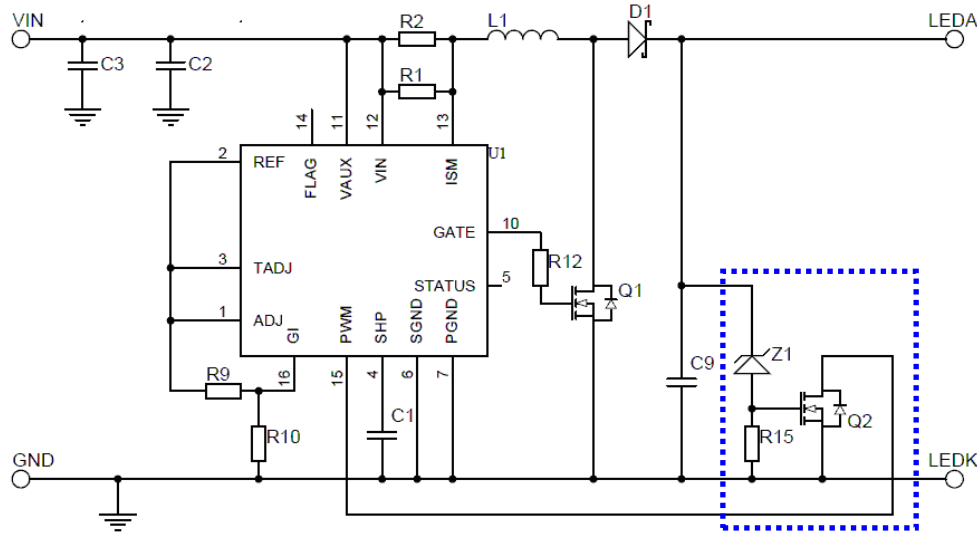 VIN
R2
L1
D1
LEDA
C3
C2
R1
14
11
12
13
2
REF
FLAG
VAUX
VIN
ISM
U1
GATE
10
3
TADJ
R12
STATUS
5
Q1
1
ADJ
GI
PWM
SHP
SGND
PGND
C9
Z1
R9
16
15
4
6
7
R10
C1
R15
Q2
GND
LEDK